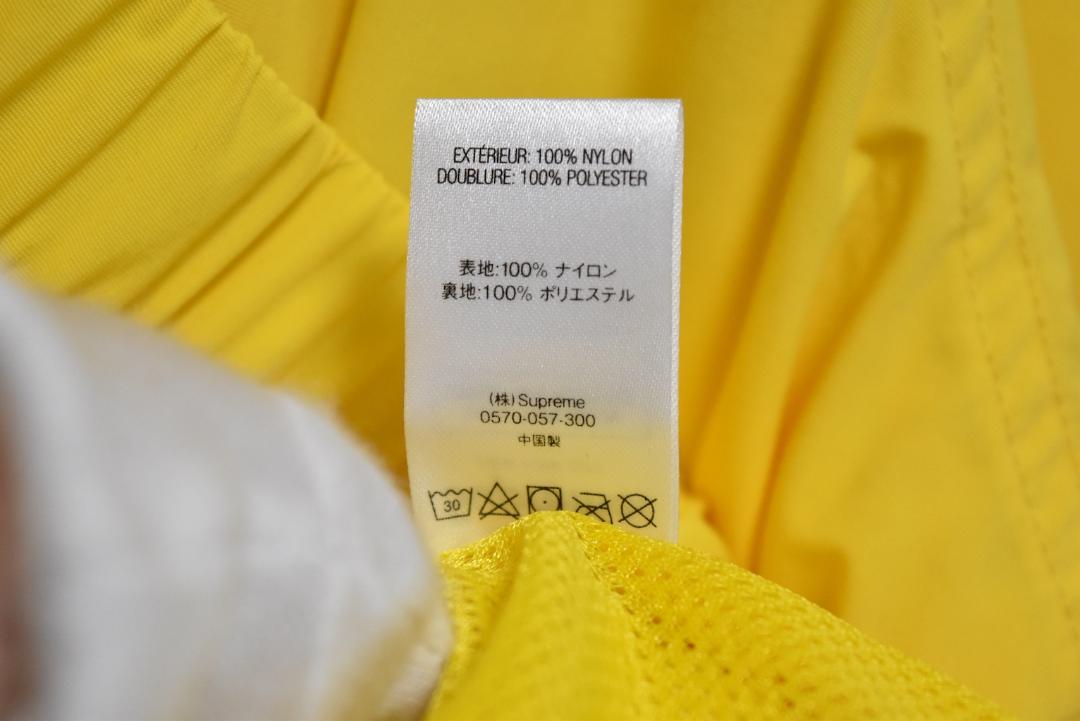 EXTÉRIEUR: 100% NYLON
DOUBLURE: 100% POLYESTER
表地:100% ナイロン
裏地:100% ポリエステル
(株)Supreme
0570-057-300
中国製
30